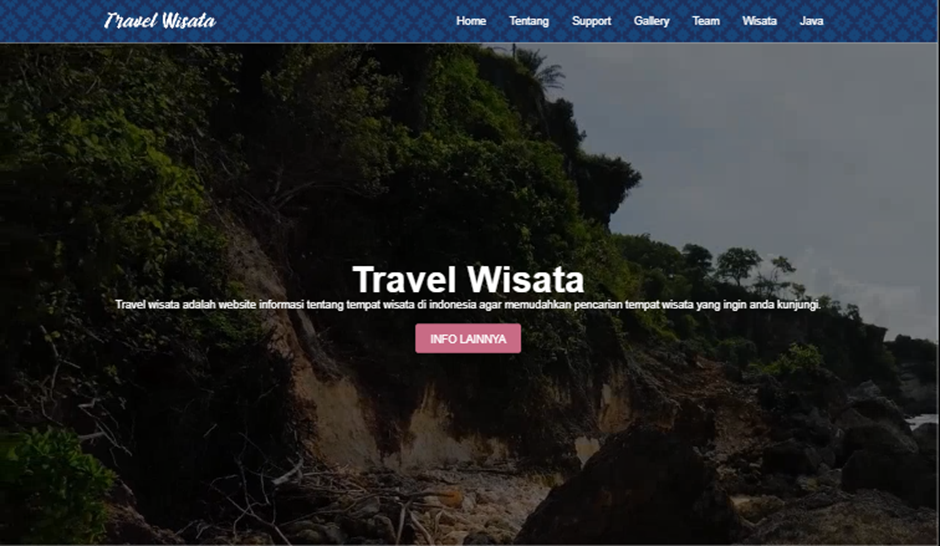 Travel Wisata
Home Tentang Support Gallery Team Wisata Java
Travel Wisata
Travel wisata adalah website informasi tentang tempat wisata di indonesia agar memudahkan pencarian tempat wisata yang ingin anda kunjungi.
INFO LAINNYA